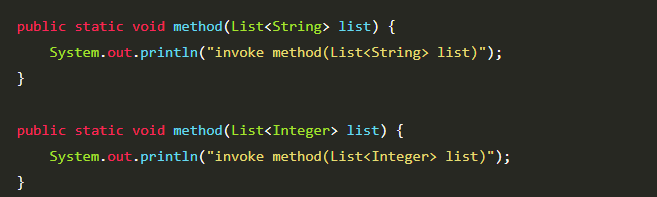 public static void method(List<String> list) {
    System.out.println("invoke method(List<String> list)");
}

public static void method(List<Integer> list) {
    System.out.println("invoke method(List<Integer> list)");
}